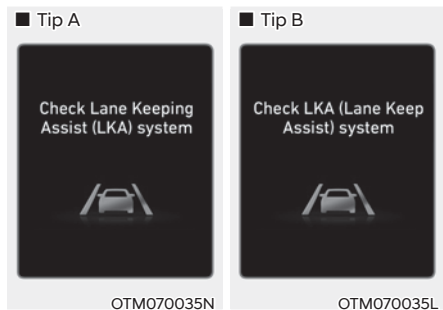 ■ Tip A
Check Lane Keeping
Assist (LKA) system
OTM070035N
■ Tip B
Check LKA (Lane Keep
Assist) system
OTM070035L